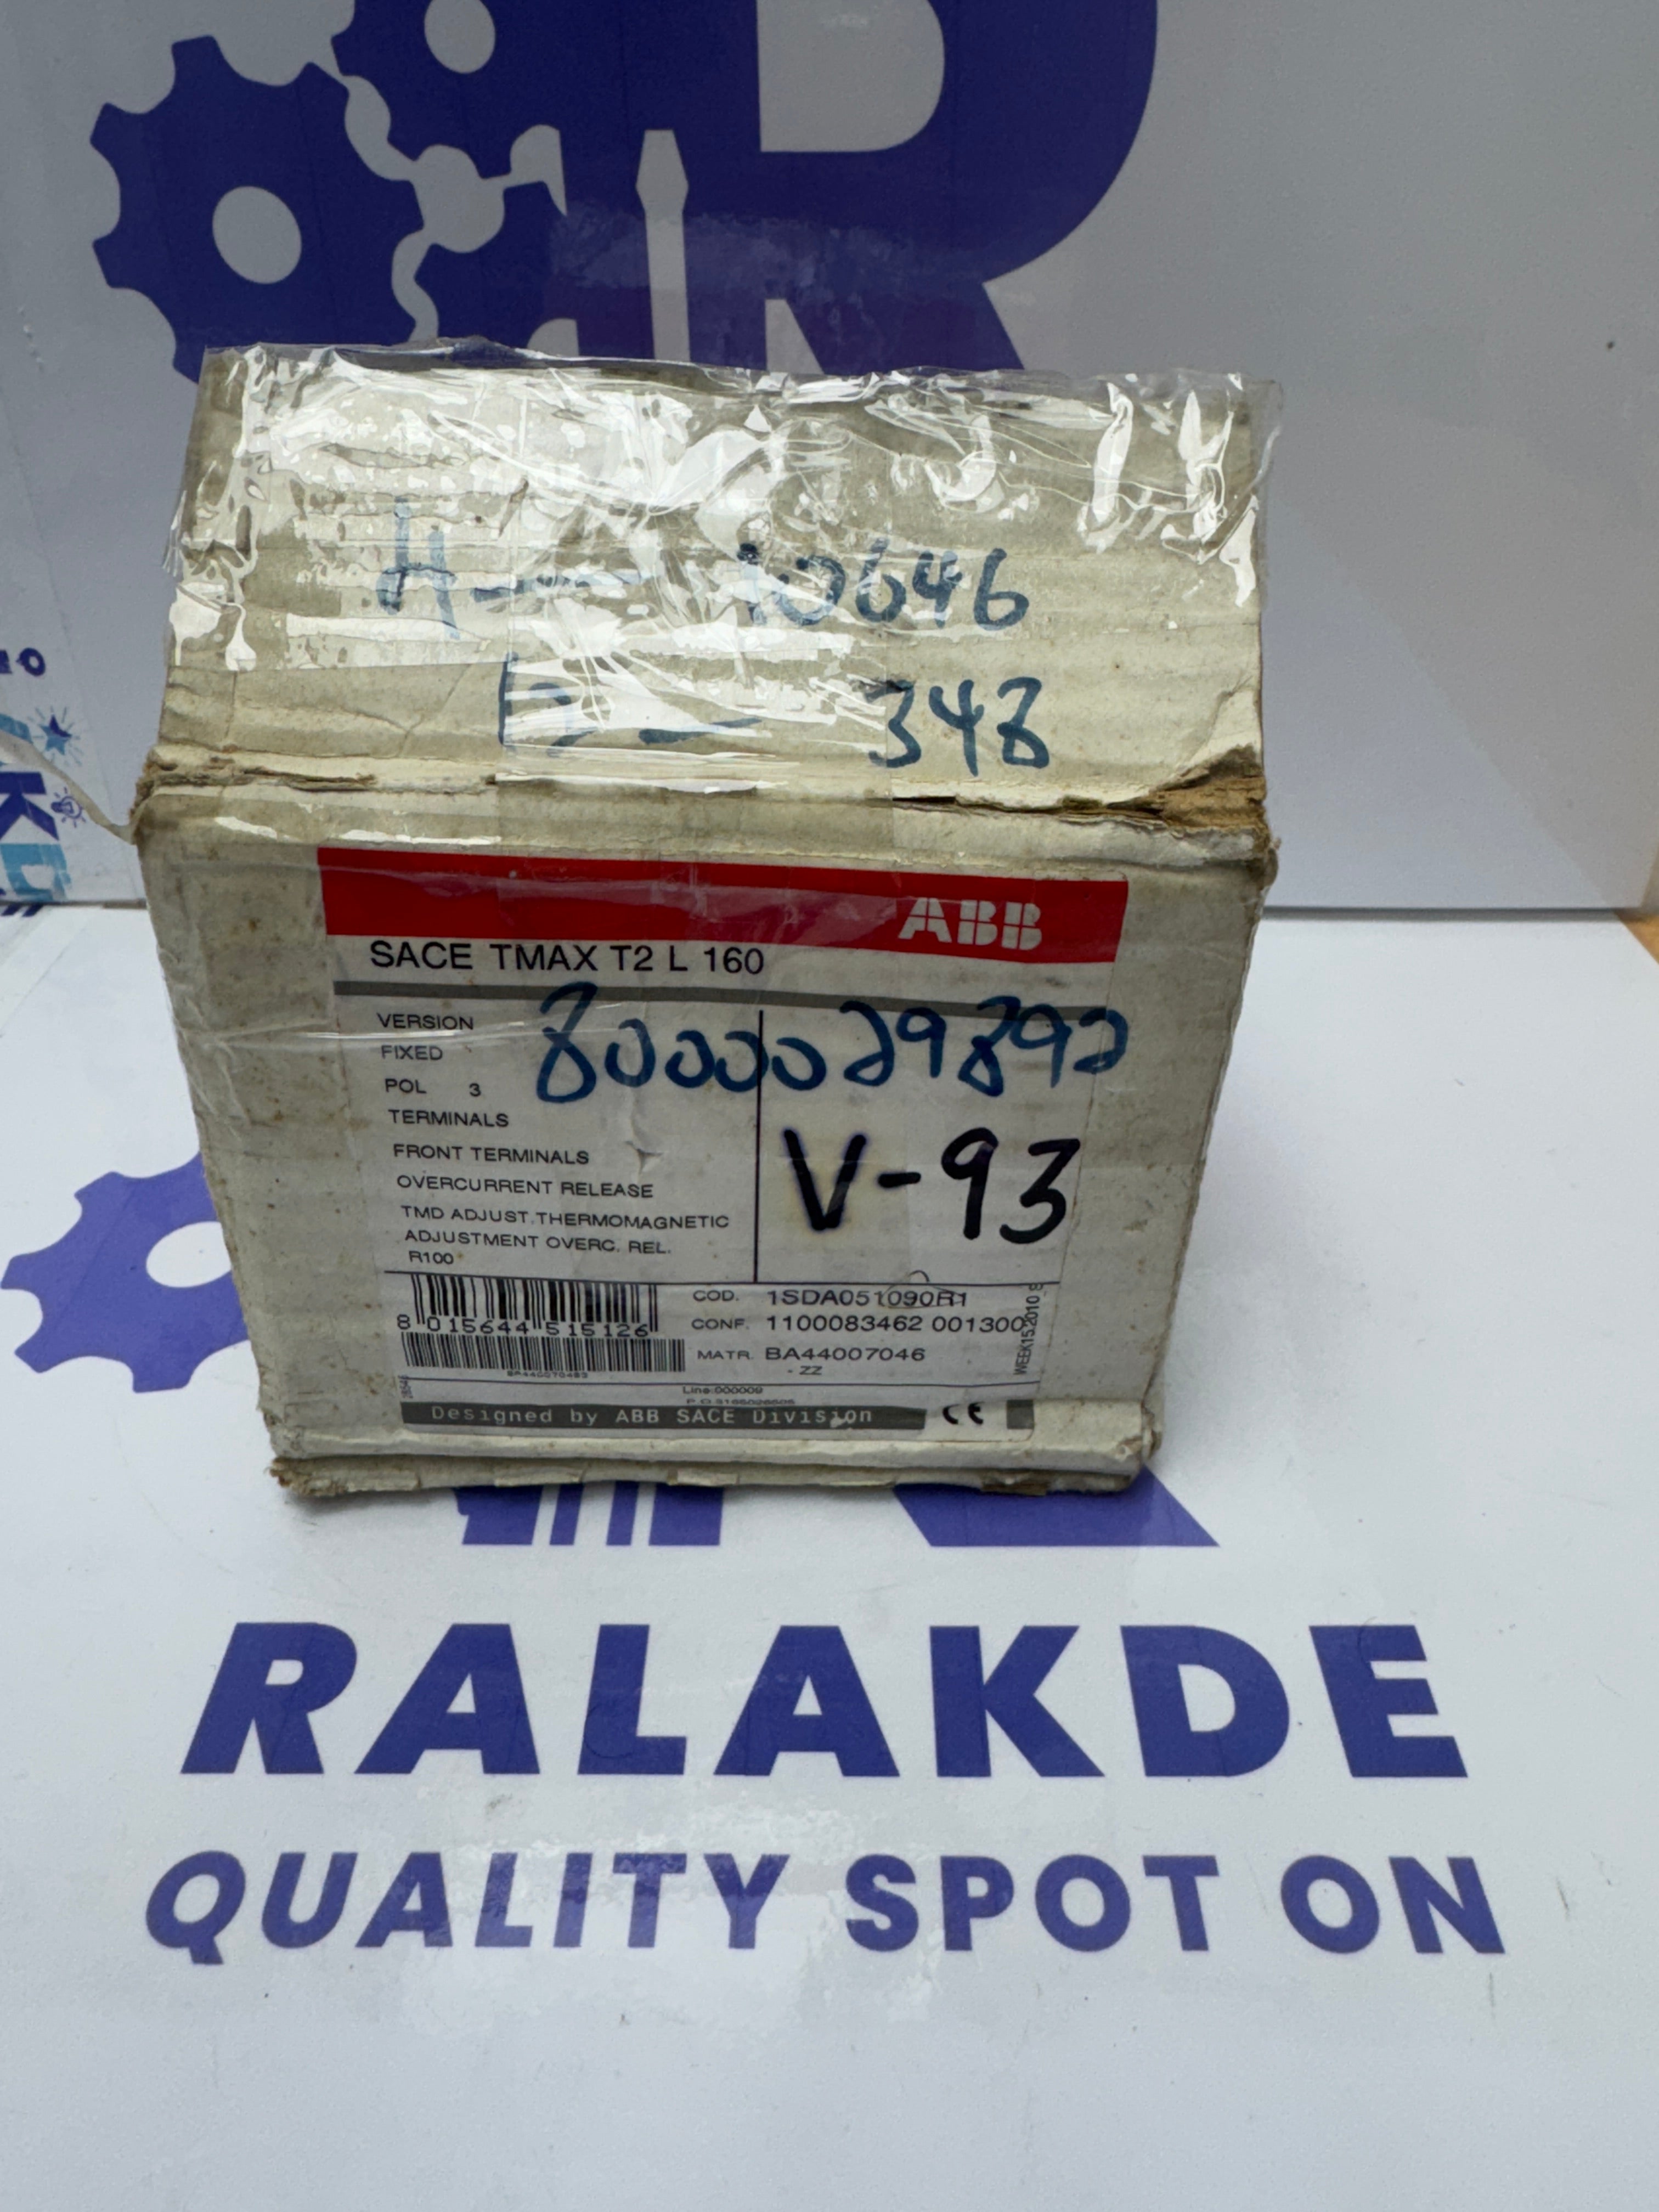 R
H — 10646
348
ABB
SACE TMAX T2 L 160
8000029892
VERSION
FIXED
POL 3
TERMINALS
V-93
FRONT TERMINALS
OVERCURRENT RELEASE
TMD ADJUST.THERMOMAGNETIC
ADJUSTMENT OVERC. REL.
R100
8 015644 515126
COD. 1SDA051090R1
CONF. 1100083462 001300
MATR. BA44007046
- ZZ
WEEK15.2010
Line:000009
Designed by ABB SACE Division CE
RALAKDE
QUALITY SPOT ON